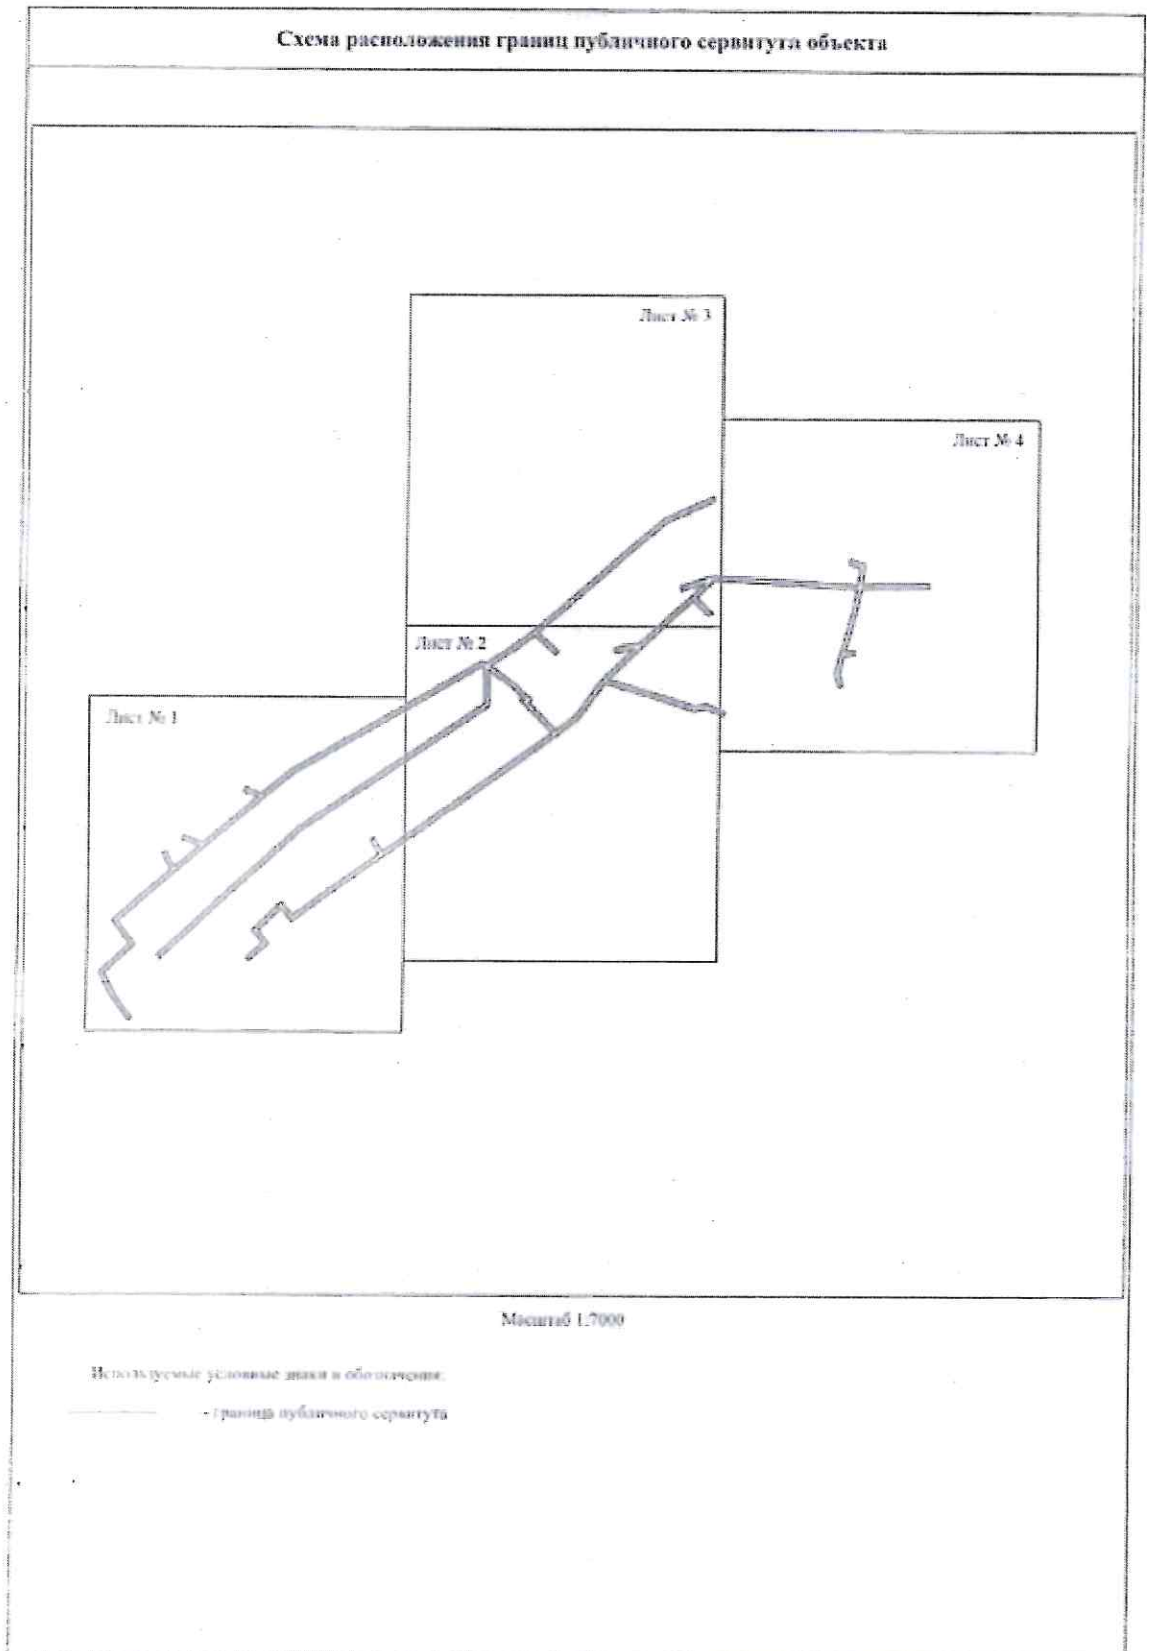 Схема расположения границ публичного сервитута объекта
Лист № 3
Лист № 4
Лист № 2
Лист № 1
Масштаб 1:7000
Используемые условные знаки и обозначения:
- граница публичного сервитута